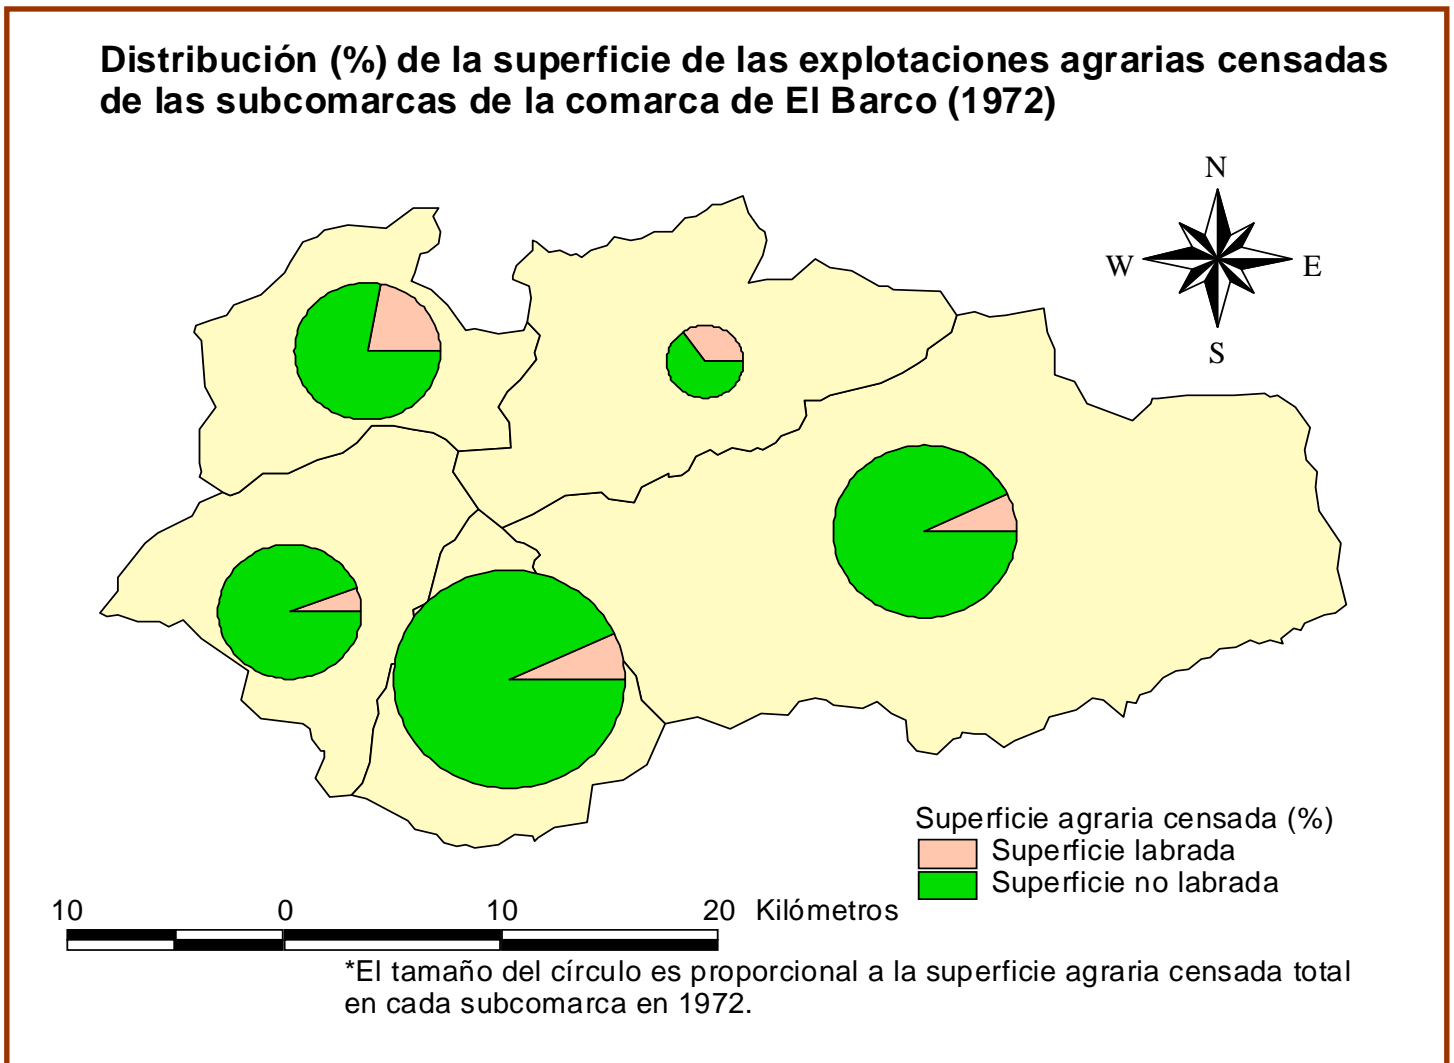 Distribución (%) de la superficie de las explotaciones agrarias censadas
de las subcomarcas de la comarca de El Barco (1972)
N
W
E
S
Superficie agraria censada (%)
Superficie labrada
Superficie no labrada
10 0 10 20 Kilómetros
*El tamaño del círculo es proporcional a la superficie agraria censada total
en cada subcomarca en 1972.